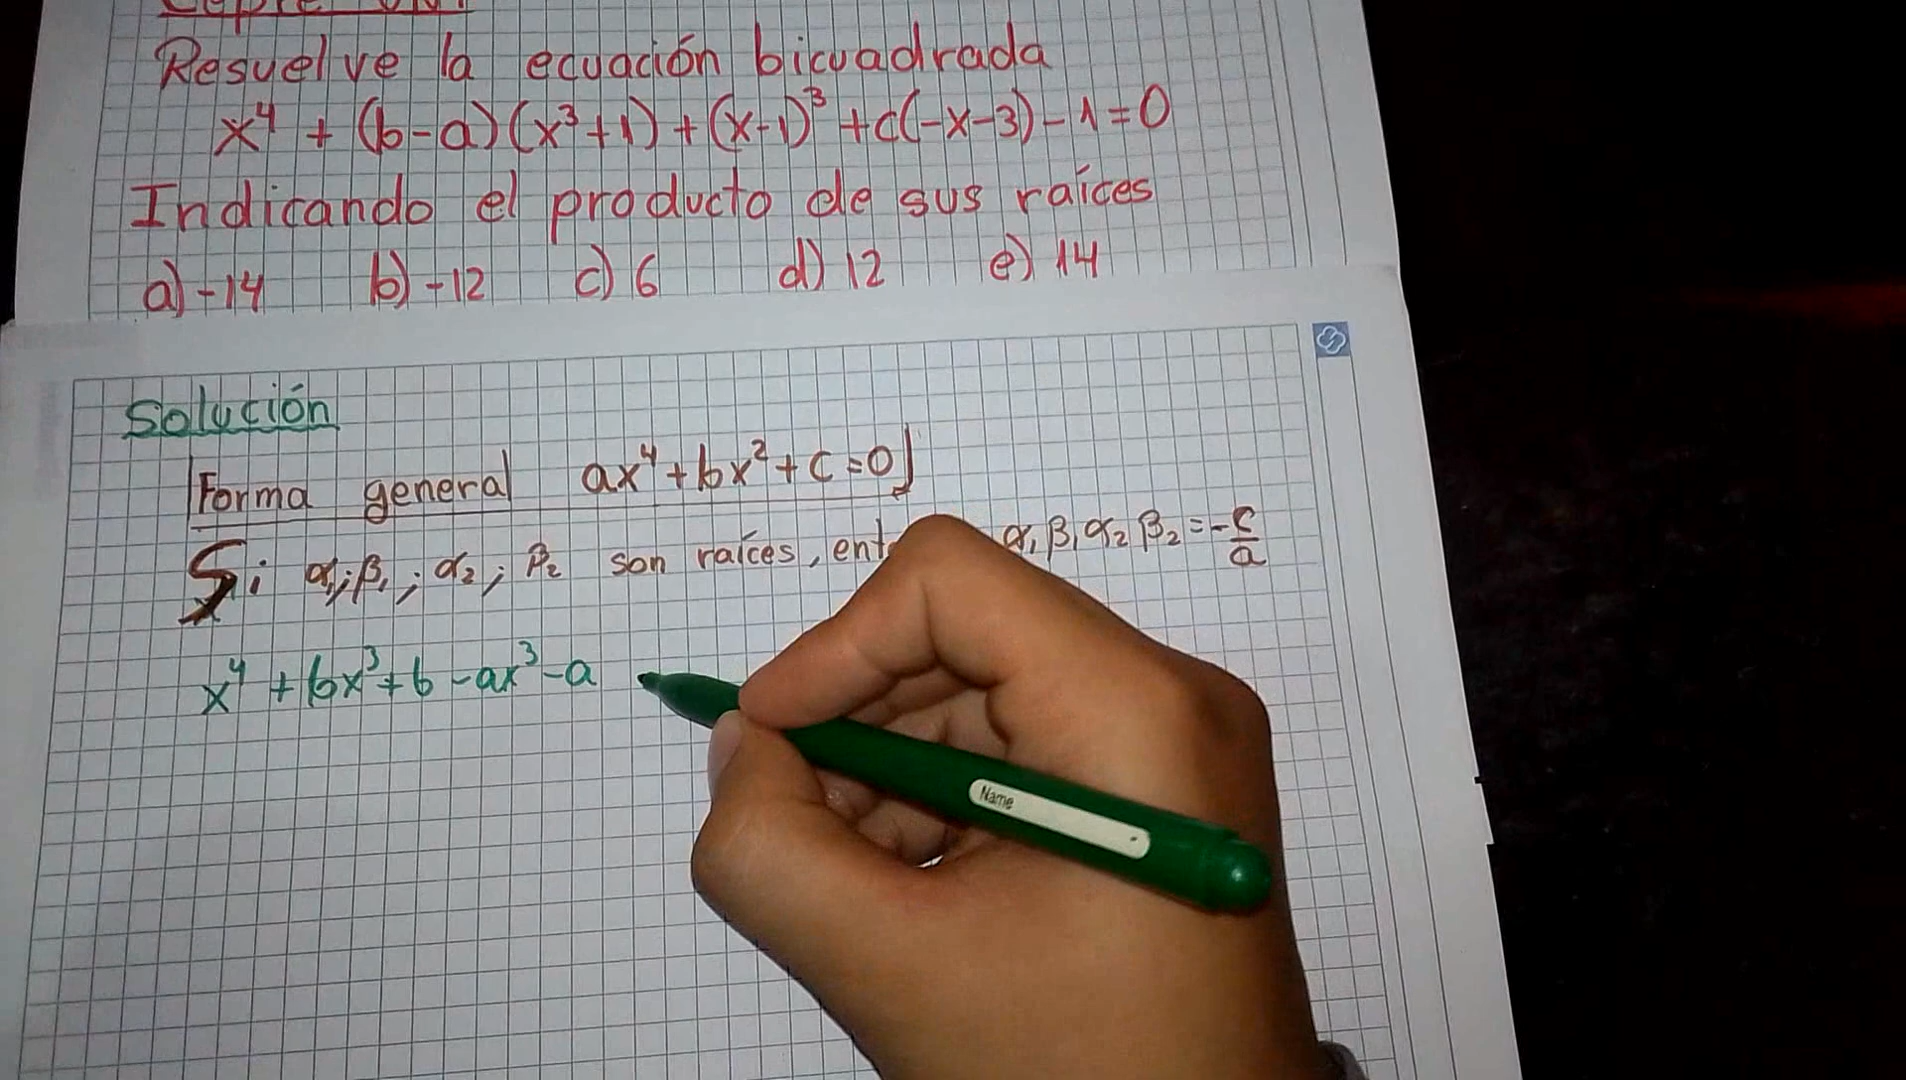 Resuelve la ecuación bicuadrada
x⁴ + (b-a)(x³+1)+(x-1)³+c(-x-3)-1=0
Indicando el producto de sus raíces
a)-14 b)-12 c) 6 d) 12 e) 14
Solución
Forma general ax⁴+bx²+c=0
Si α₁;β₁;α₂;β₂ son raíces, α₁β₁α₂β₂=-c/a
x⁴+bx³+b-ax³-a
Name